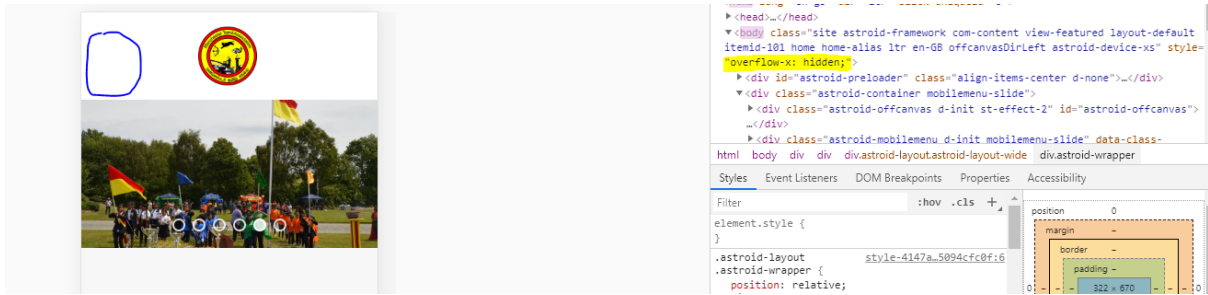 ▶<head>…</head>
▼<body class="site astroid-framework com-content view-featured layout-default
itemid-101 home home-alias ltr en-GB offcanvasDirLeft astroid-device-xs" style=
"overflow-x: hidden;">
▶<div id="astroid-preloader" class="align-items-center d-none">…</div>
▼<div class="astroid-container mobilemenu-slide">
▶<div class="astroid-offcanvas d-init st-effect-2" id="astroid-offcanvas">
…</div>
▶<div class="astroid-mobilemenu d-init mobilemenu-slide" data-class-
html body div div div.astroid-layout.astroid-layout-wide div.astroid-wrapper
Styles Event Listeners DOM Breakpoints Properties Accessibility
Filter :hov .cls +
element.style {
}
.astroid-layout style-4147a…5094cfc0f:6
.astroid-wrapper {
position: relative;
position 0
margin -
border -
padding -
0 - - 322 × 670 - - 0